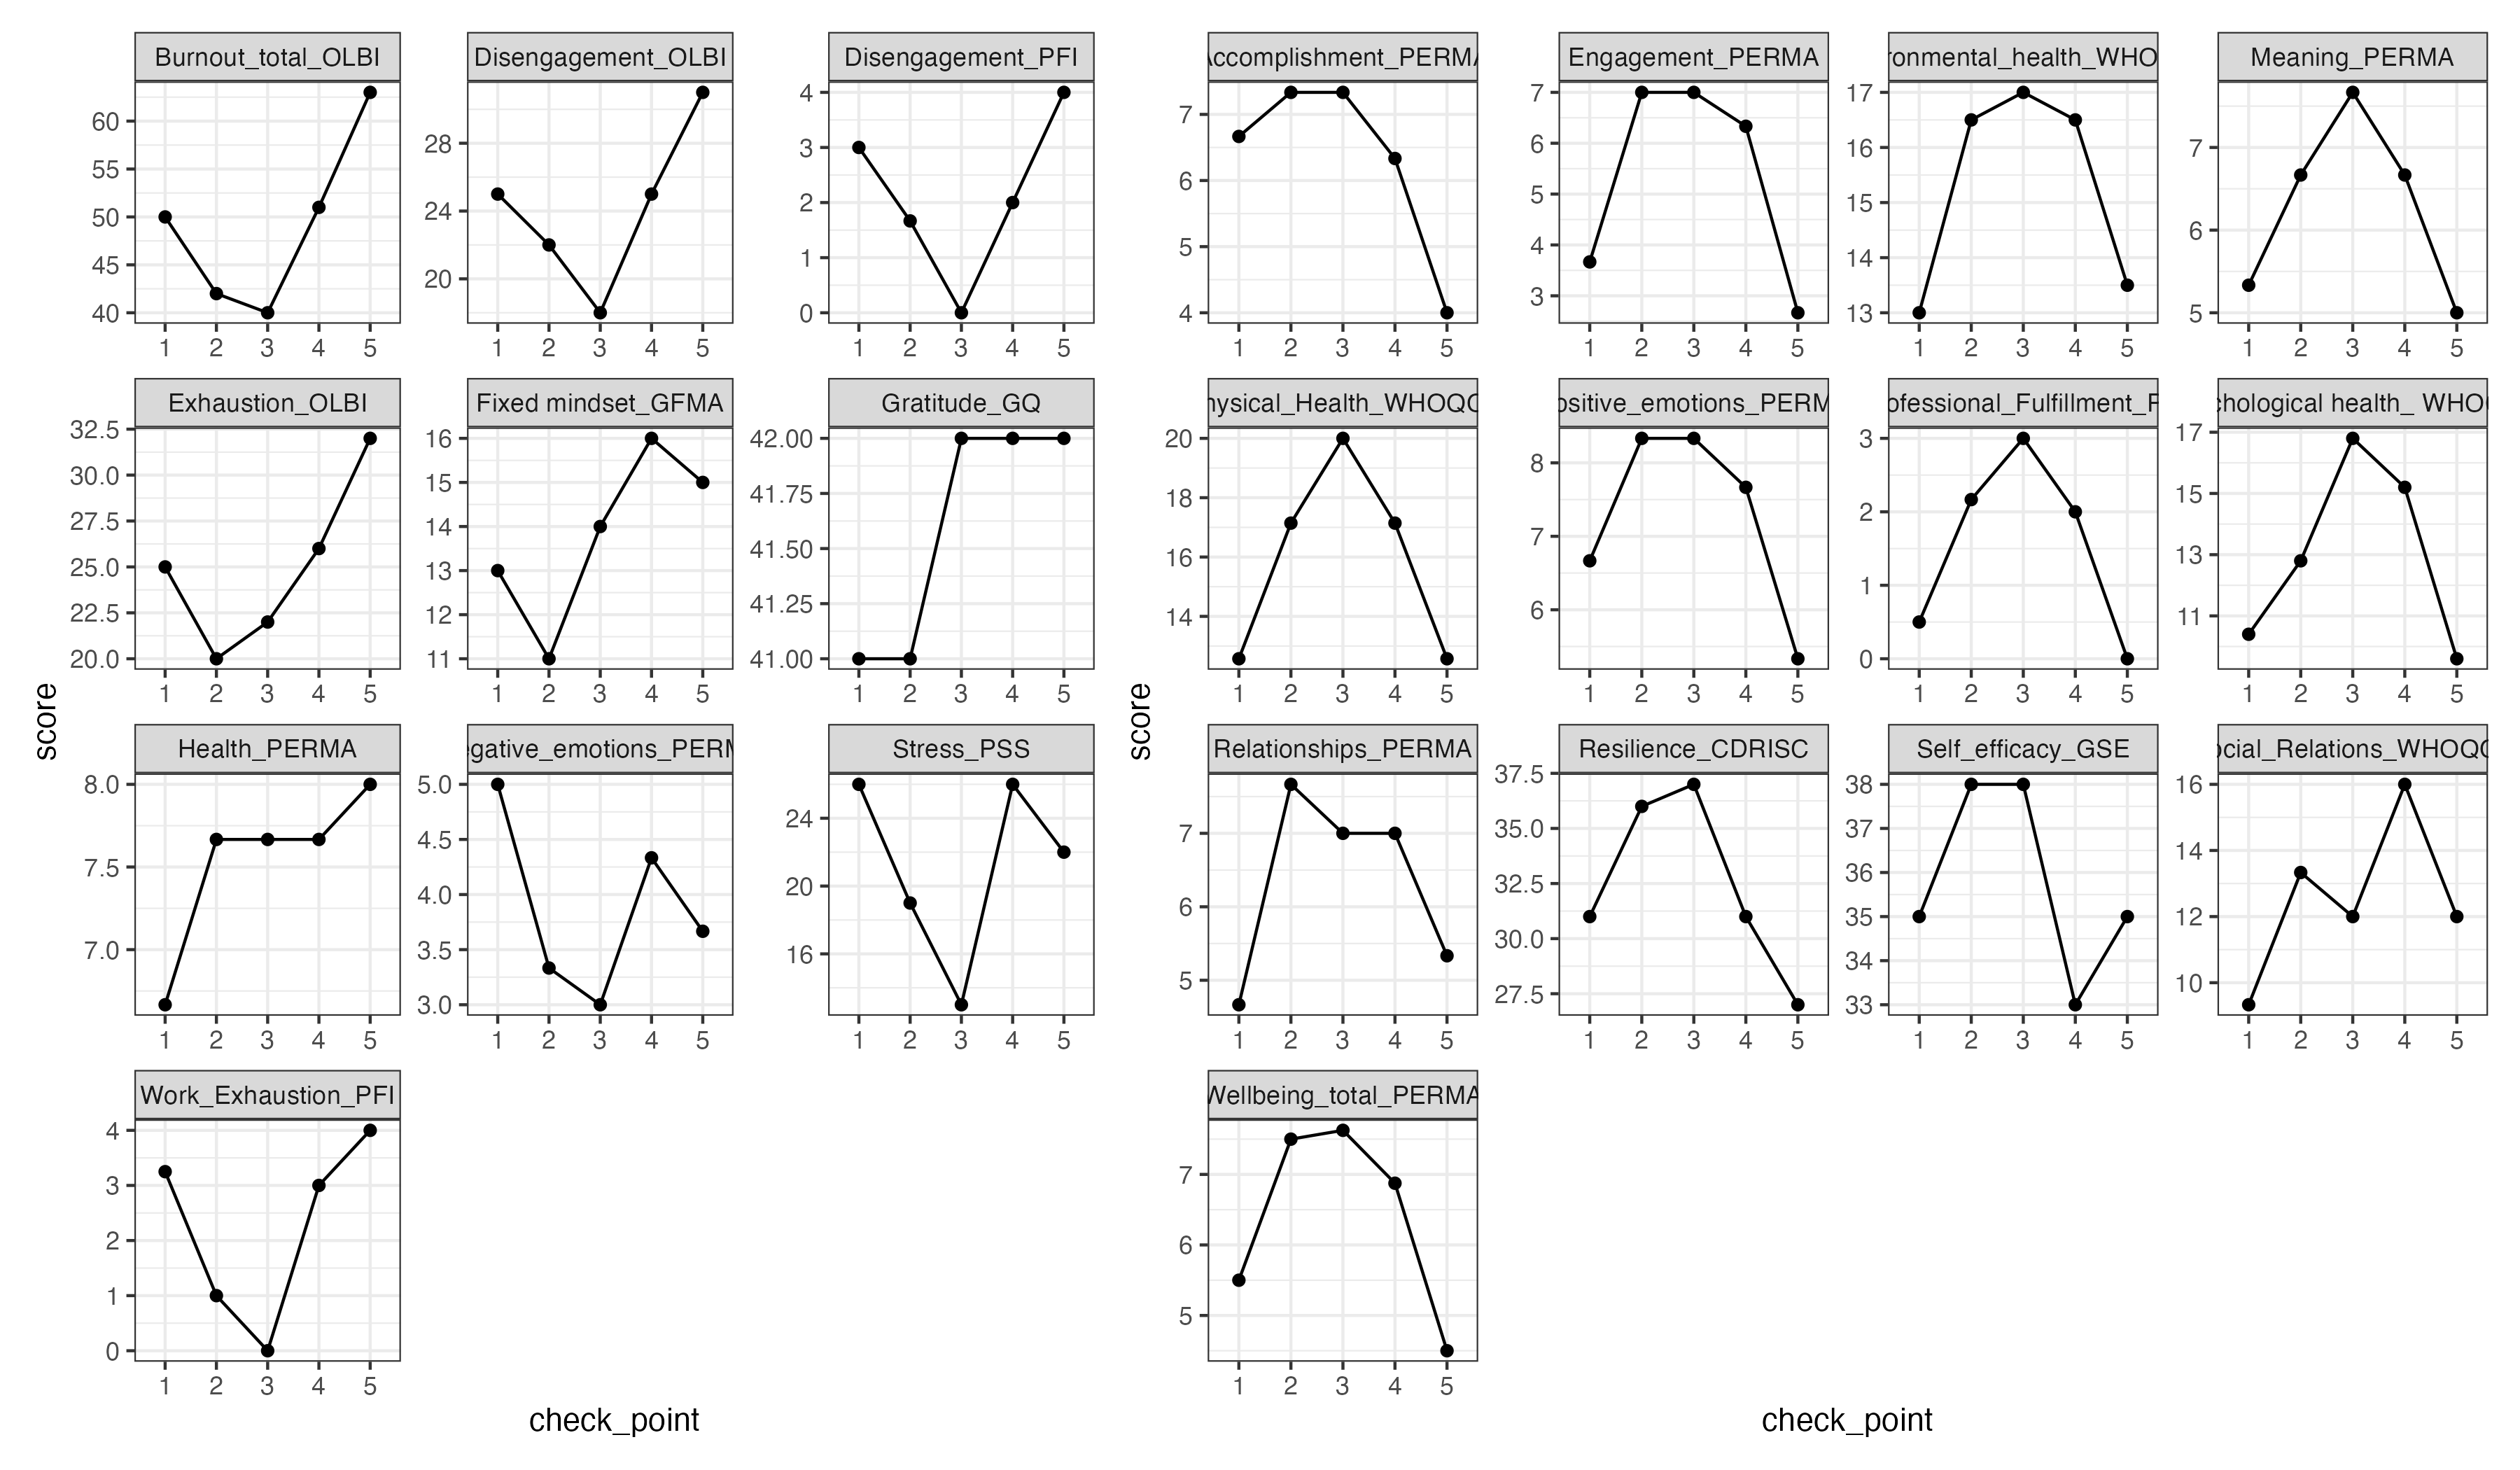 Burnout_total_OLBI
60
55
50
45
40
1 2 3 4 5
Disengagement_OLBI
28
24
20
1 2 3 4 5
Disengagement_PFI
4
3
2
1
0
1 2 3 4 5
Accomplishment_PERMA
7
6
5
4
1 2 3 4 5
Engagement_PERMA
7
6
5
4
3
1 2 3 4 5
ronmental_health_WHO
17
16
15
14
13
1 2 3 4 5
Meaning_PERMA
7
6
5
1 2 3 4 5
Exhaustion_OLBI
32.5
30.0
27.5
25.0
22.5
20.0
1 2 3 4 5
Fixed mindset_GFMA
16
15
14
13
12
11
1 2 3 4 5
Gratitude_GQ
42.00
41.75
41.50
41.25
41.00
1 2 3 4 5
hysical_Health_WHOQO
20
18
16
14
1 2 3 4 5
ositive_emotions_PERM
8
7
6
1 2 3 4 5
ofessional_Fulfillment_P
3
2
1
0
1 2 3 4 5
chological health_ WHO
17
15
13
11
1 2 3 4 5
score
score
Health_PERMA
8.0
7.5
7.0
1 2 3 4 5
egative_emotions_PERM
5.0
4.5
4.0
3.5
3.0
1 2 3 4 5
Stress_PSS
24
20
16
1 2 3 4 5
Relationships_PERMA
7
6
5
1 2 3 4 5
Resilience_CDRISC
37.5
35.0
32.5
30.0
27.5
1 2 3 4 5
Self_efficacy_GSE
38
37
36
35
34
33
1 2 3 4 5
ocial_Relations_WHOQO
16
14
12
10
1 2 3 4 5
Work_Exhaustion_PFI
4
3
2
1
0
1 2 3 4 5
Wellbeing_total_PERMA
7
6
5
1 2 3 4 5
check_point
check_point